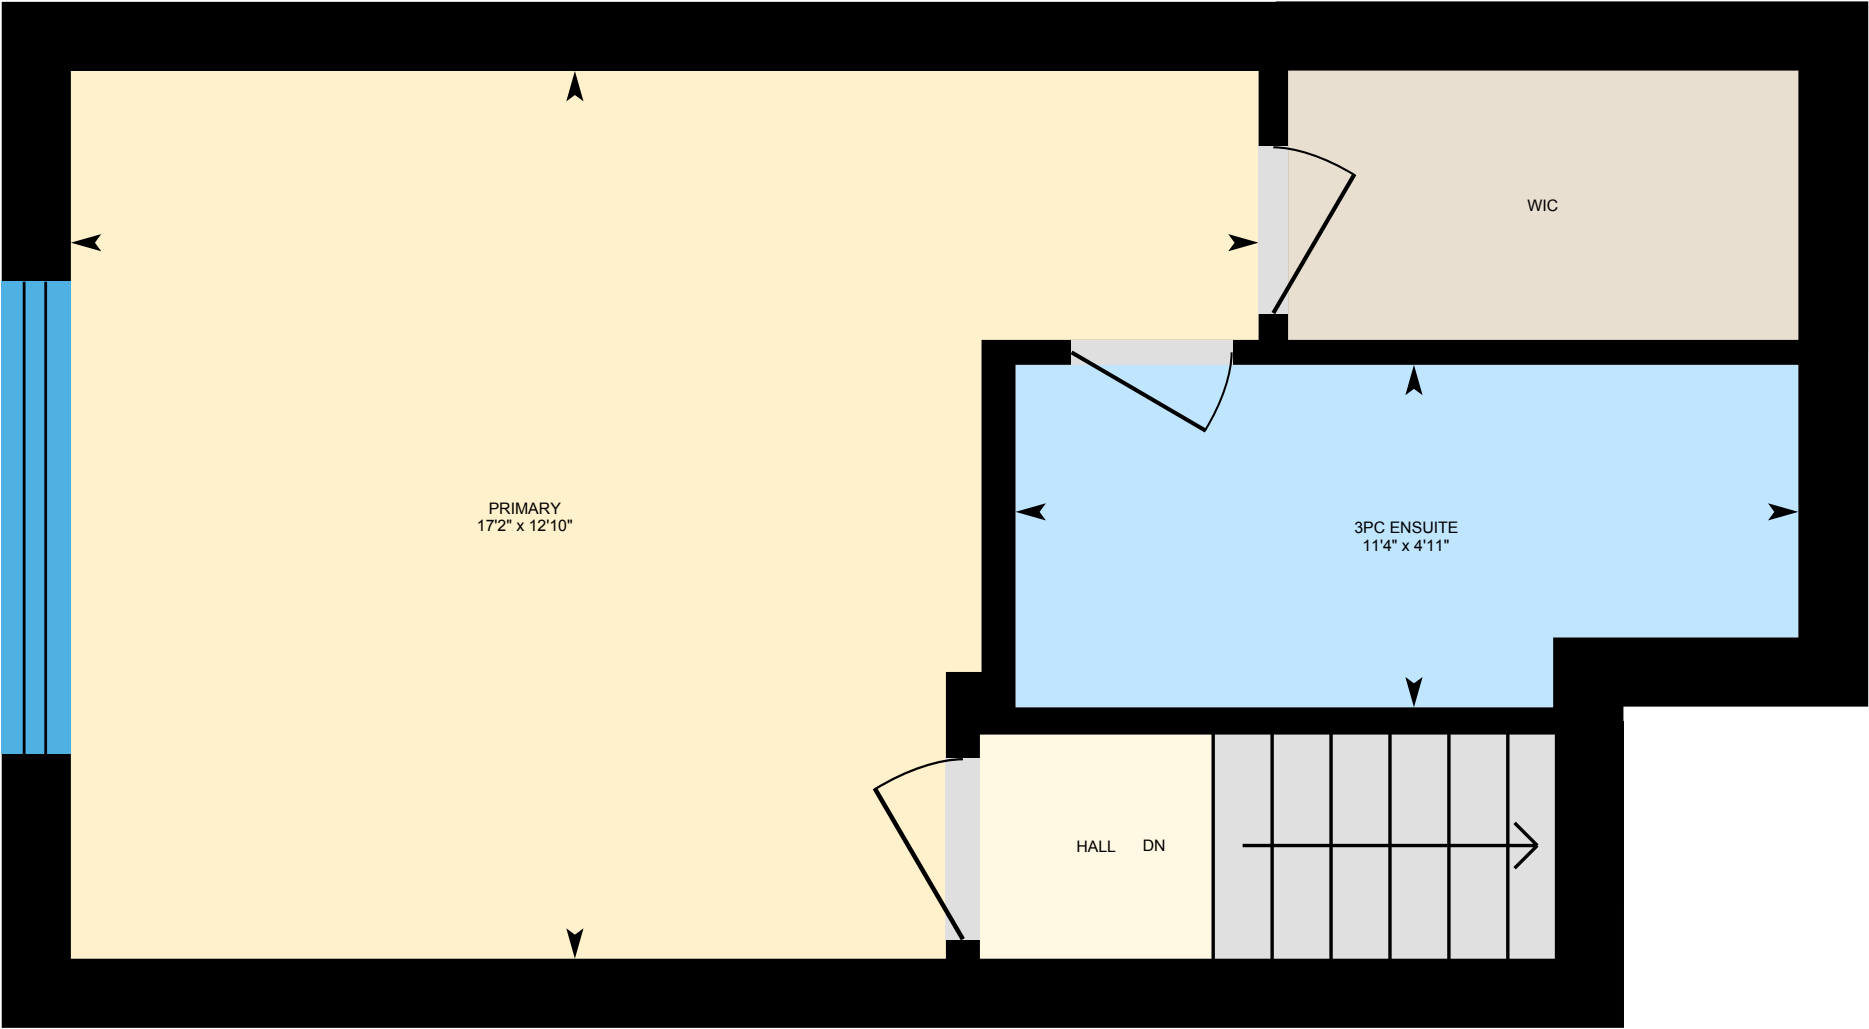 WIC
PRIMARY
17'2" x 12'10"
3PC ENSUITE
11'4" x 4'11"
HALL DN